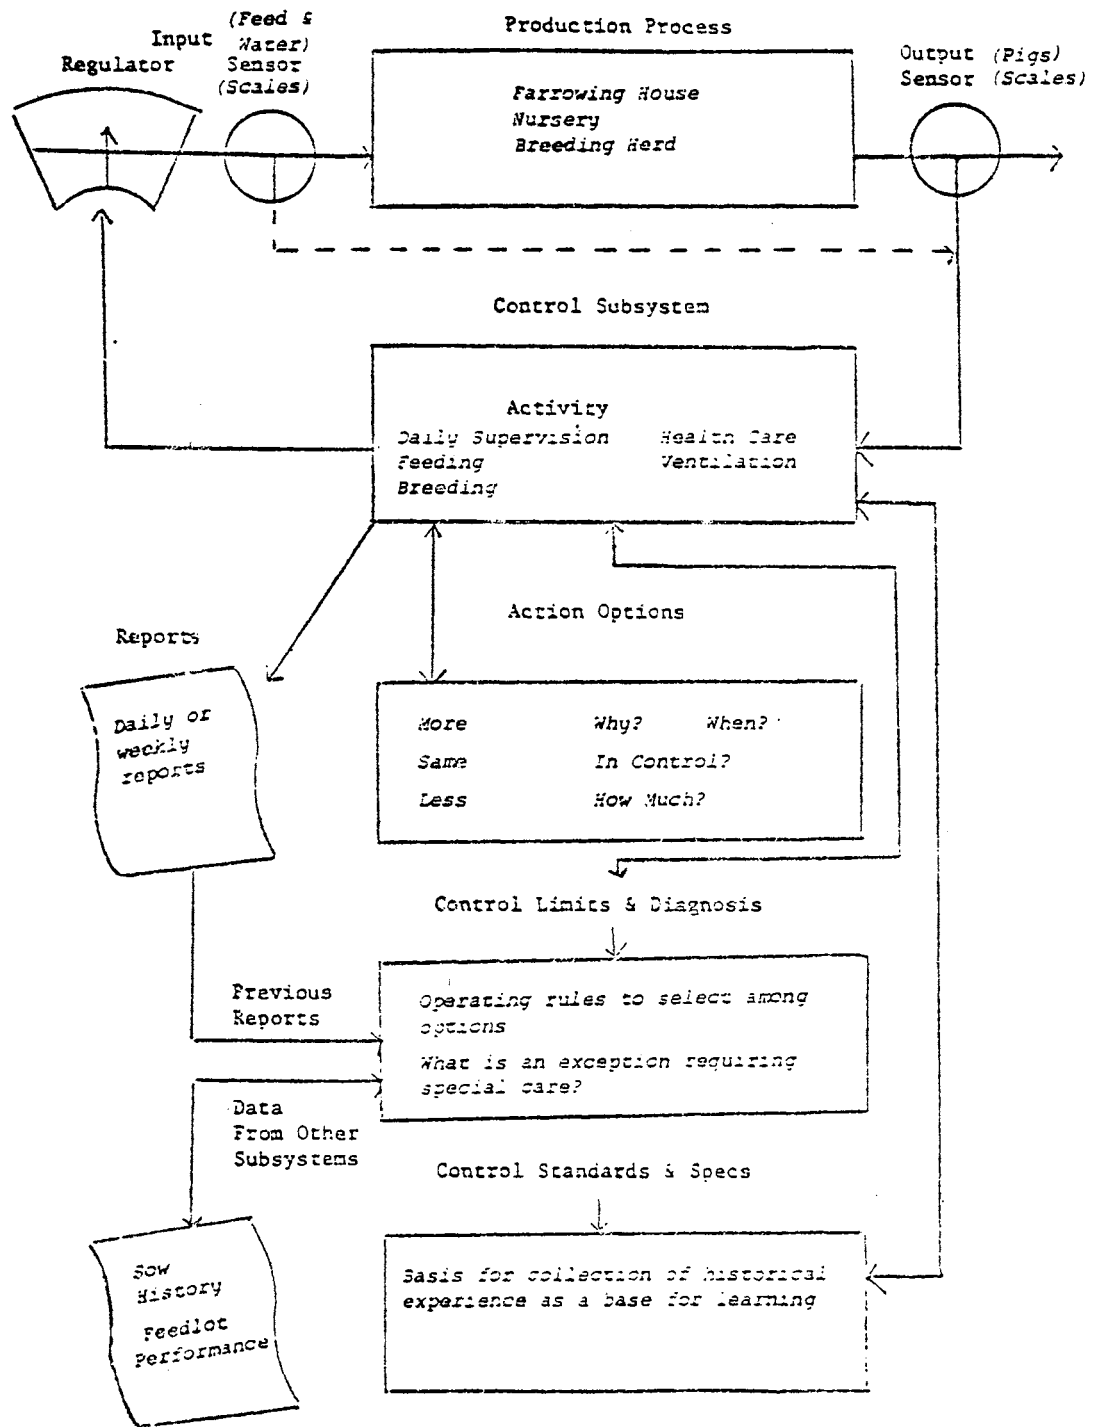 Production Process
Input (Feed &
Water)
Regulator Sensor
(Scales)
Output (Pigs)
Sensor (Scales)
Farrowing House
Nursery
Breeding Herd
Control Subsystem
Activity
Daily Supervision Health Care
Feeding Ventilation
Breeding
Action Options
Reports
Daily or
weekly
reports
More Why? When?
Same In Control?
Less How Much?
Control Limits & Diagnosis
Previous
Reports
Operating rules to select among
options
What is an exception requiring
special care?
Data
From Other
Subsystems
Control Standards & Specs
Sow
History
Feedlot
Performance
Basis for collection of historical
experience as a base for learning